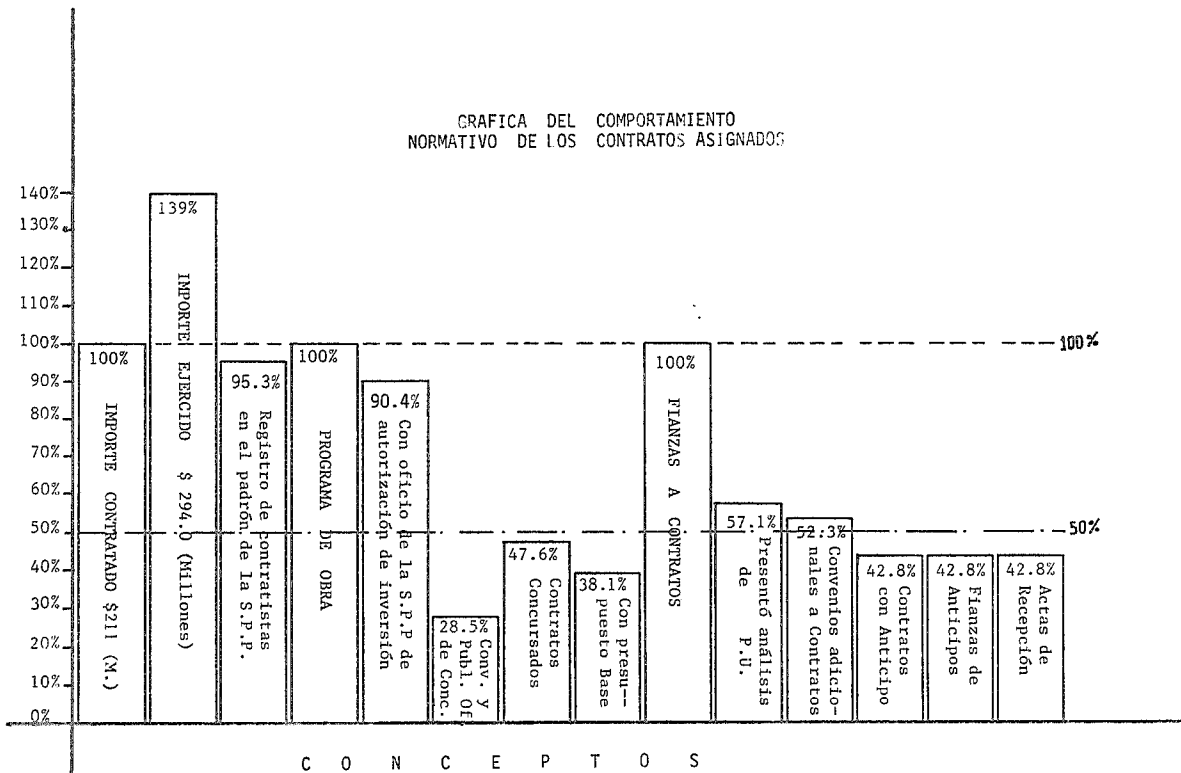 GRAFICA DEL COMPORTAMIENTO
NORMATIVO DE LOS CONTRATOS ASIGNADOS
140%
130%
120%
110%
100%
90%
80%
70%
60%
50%
40%
30%
20%
10%
0%
100%
IMPORTE CONTRATADO $211 (M.)
139%
IMPORTE EJERCIDO $ 294.0 (Millones)
95.3%
Registro de contratistas
en el padrón de la S.P.P.
100%
PROGRAMA DE OBRA
90.4%
Con oficio de la S.P.P de
autorización de inversión
28.5%
Conv. y
Publ. Of
de Conc.
47.6%
Contratos
Concursados
38.1%
Con presu-
puesto Base
100%
FIANZAS A CONTRATOS
57.1%
Presentó análisis
de P.U.
52.3%
Convenios adicio-
nales a Contratos
42.8%
Contratos
con Anticipo
42.8%
Fianzas de
Anticipos
42.8%
Actas de
Recepción
100%
50%
C O N C E P T O S